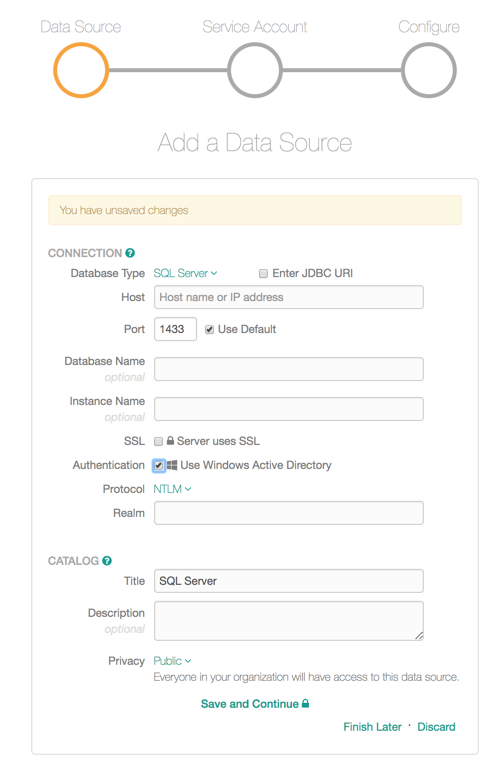 Data Source Service Account Configure
Add a Data Source
You have unsaved changes
CONNECTION ?
Database Type SQL Server Enter JDBC URI
Host Host name or IP address
Port 1433 Use Default
Database Name
optional
Instance Name
optional
SSL Server uses SSL
Authentication Use Windows Active Directory
Protocol NTLM
Realm
CATALOG ?
Title SQL Server
Description
optional
Privacy Public
Everyone in your organization will have access to this data source.
Save and Continue
Finish Later · Discard